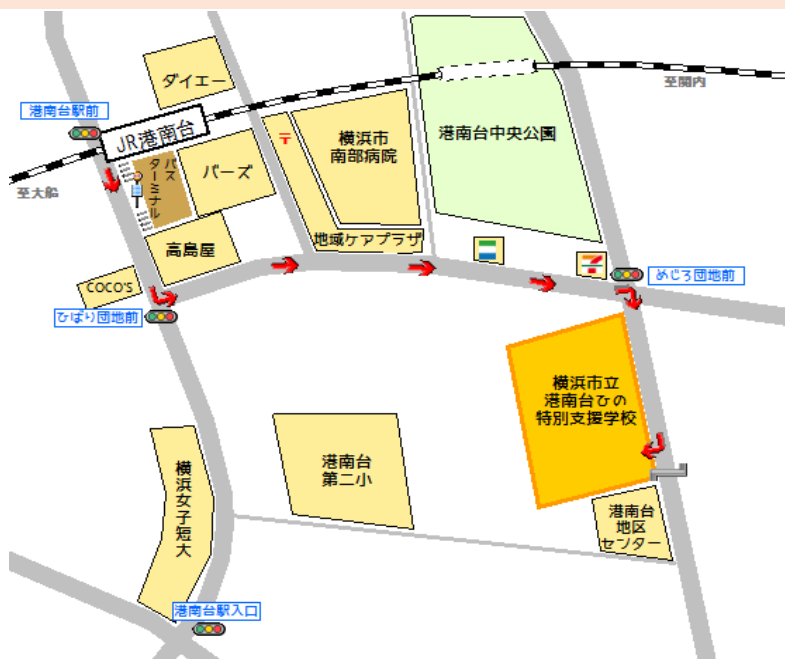 ダイエー
港南台駅前
JR港南台
至関内
港南台中央公園
横浜市
南部病院
〒
バーズ
バス
ターミナル
至大船
高島屋
地域ケアプラザ
COCO'S
めじろ団地前
ひばり団地前
横浜市立
港南台ひの
特別支援学校
港南台
第二小
横浜女子短大
港南台
地区
センター
港南台駅入口